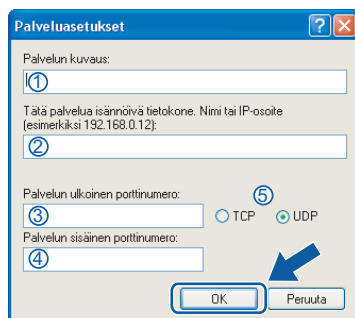 Palveluasetukset
Palvelun kuvaus:
①
Tätä palvelua isännöivä tietokone. Nimi tai IP-osoite
(esimerkiksi 192.168.0.12):
②
Palvelun ulkoinen porttinumero:
③ TCP ⑤ UDP
Palvelun sisäinen porttinumero:
④
OK Peruuta